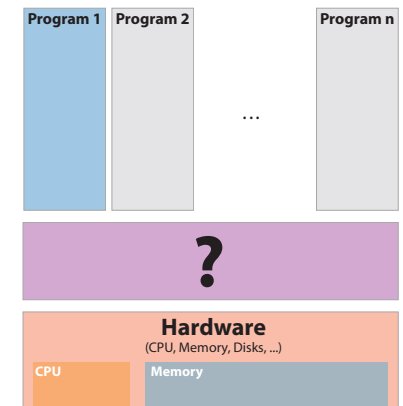 Program 1 Program 2 Program n
...
?
Hardware
(CPU, Memory, Disks, ...)
CPU Memory